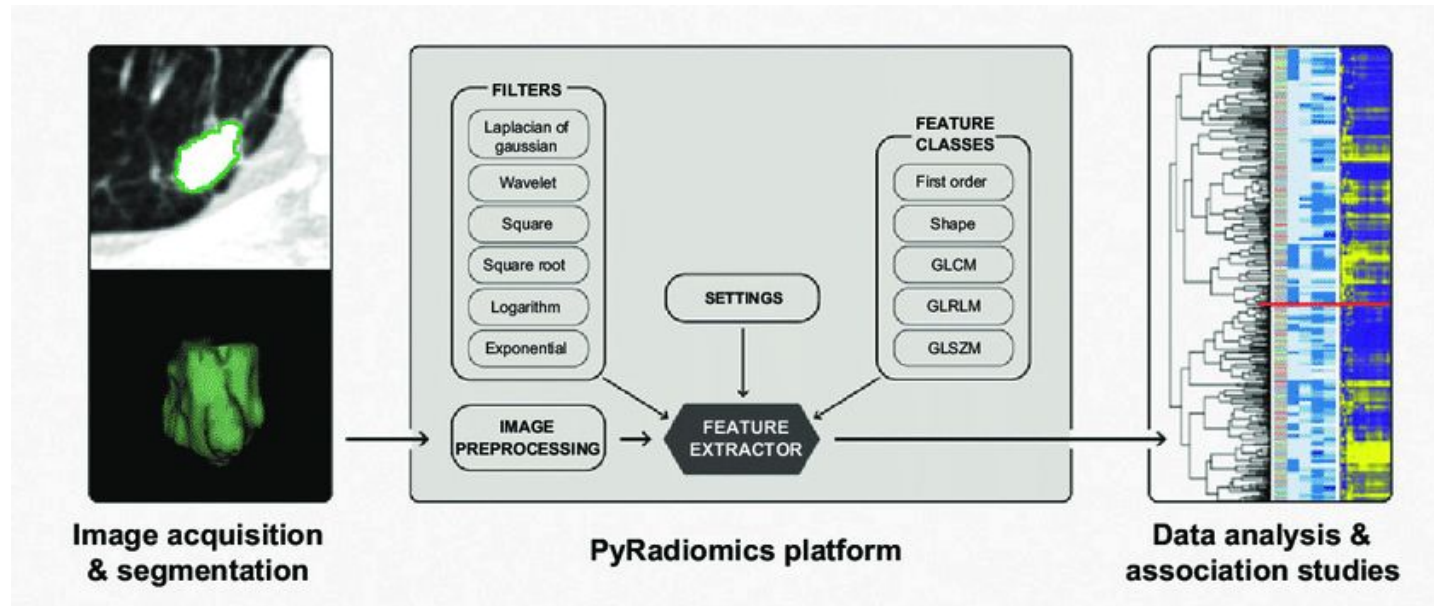 FILTERS
Laplacian of
gaussian
Wavelet
Square
Square root
Logarithm
Exponential
IMAGE
PREPROCESSING
SETTINGS
FEATURE
EXTRACTOR
FEATURE
CLASSES
First order
Shape
GLCM
GLRLM
GLSZM
Image acquisition
& segmentation
PyRadiomics platform
Data analysis &
association studies